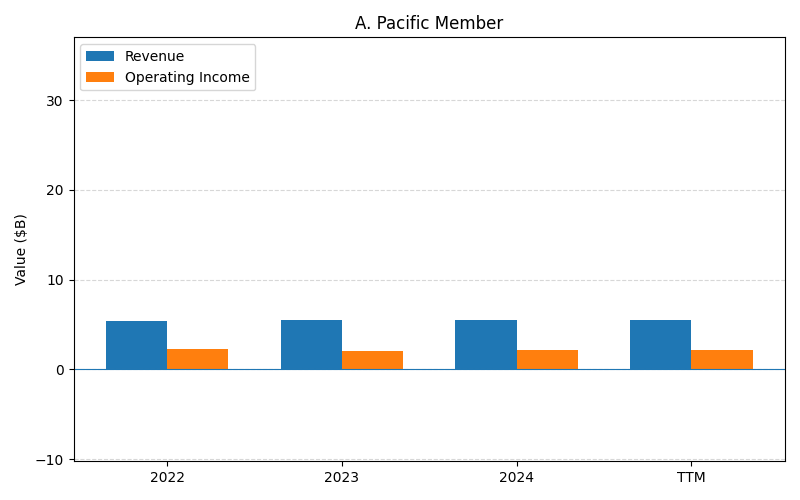 A. Pacific Member
Revenue
Operating Income
Value ($B)
30
20
10
0
−10
2022
2023
2024
TTM